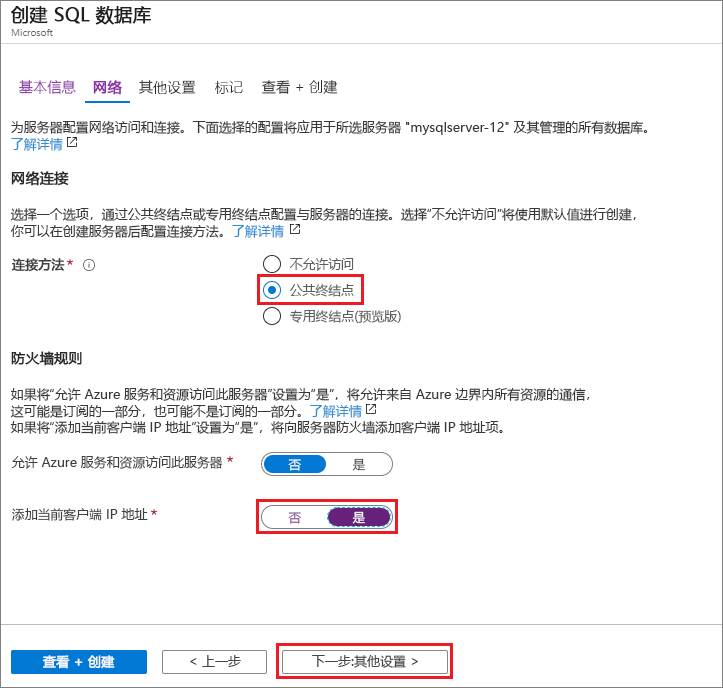 创建 SQL 数据库
Microsoft
基本信息 网络 其他设置 标记 查看 + 创建
为服务器配置网络访问和连接。下面选择的配置将应用于所选服务器 "mysqlserver-12" 及其管理的所有数据库。
了解详情
网络连接
选择一个选项，通过公共终结点或专用终结点配置与服务器的连接。选择“不允许访问”将使用默认值进行创建，
你可以在创建服务器后配置连接方法。了解详情
连接方法 *
不允许访问
公共终结点
专用终结点(预览版)
防火墙规则
如果将“允许 Azure 服务和资源访问此服务器”设置为“是”，将允许来自 Azure 边界内所有资源的通信，
这可能是订阅的一部分，也可能不是订阅的一部分。了解详情
如果将“添加当前客户端 IP 地址”设置为“是”，将向服务器防火墙添加客户端 IP 地址项。
允许 Azure 服务和资源访问此服务器 * 否 是
添加当前客户端 IP 地址 * 否 是
查看 + 创建 < 上一步 下一步:其他设置 >